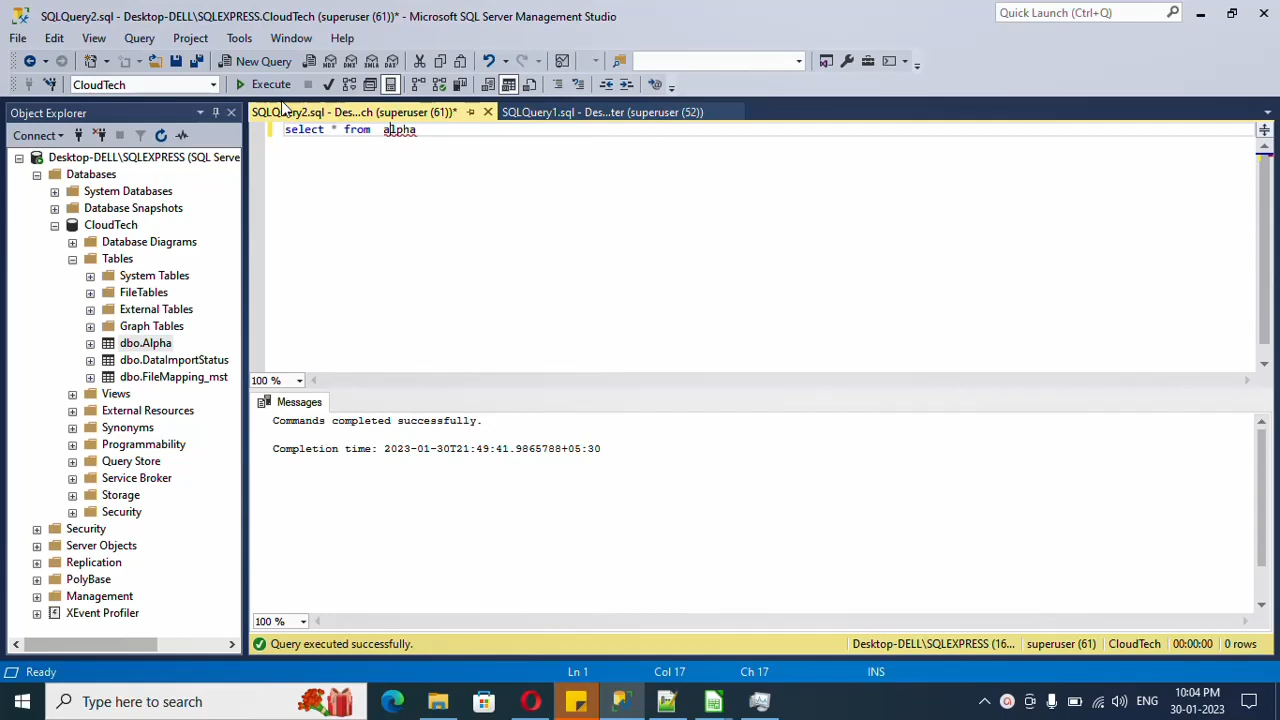 SQLQuery2.sql - Desktop-DELL\SQLEXPRESS.CloudTech (superuser (61))* - Microsoft SQL Server Management Studio
Quick Launch (Ctrl+Q)
File Edit View Query Project Tools Window Help
New Query
MDX DMX XMLA DAX
CloudTech
Execute
Object Explorer
SQLQuery2.sql - Des...ch (superuser (61))*
SQLQuery1.sql - Des...ter (superuser (52))
Connect
select * from  alpha
Desktop-DELL\SQLEXPRESS (SQL Serve
Databases
System Databases
Database Snapshots
CloudTech
Database Diagrams
Tables
System Tables
FileTables
External Tables
Graph Tables
dbo.Alpha
dbo.DataImportStatus
dbo.FileMapping_mst
Views
External Resources
Synonyms
Programmability
Query Store
Service Broker
Storage
Security
Security
Server Objects
Replication
PolyBase
Management
XEvent Profiler
100 %
Messages
Commands completed successfully.
Completion time: 2023-01-30T21:49:41.9865788+05:30
100 %
Query executed successfully.
Desktop-DELL\SQLEXPRESS (16...
superuser (61)
CloudTech
00:00:00
0 rows
Ready
Ln 1
Col 17
Ch 17
INS
Type here to search
ENG
10:04 PM
30-01-2023